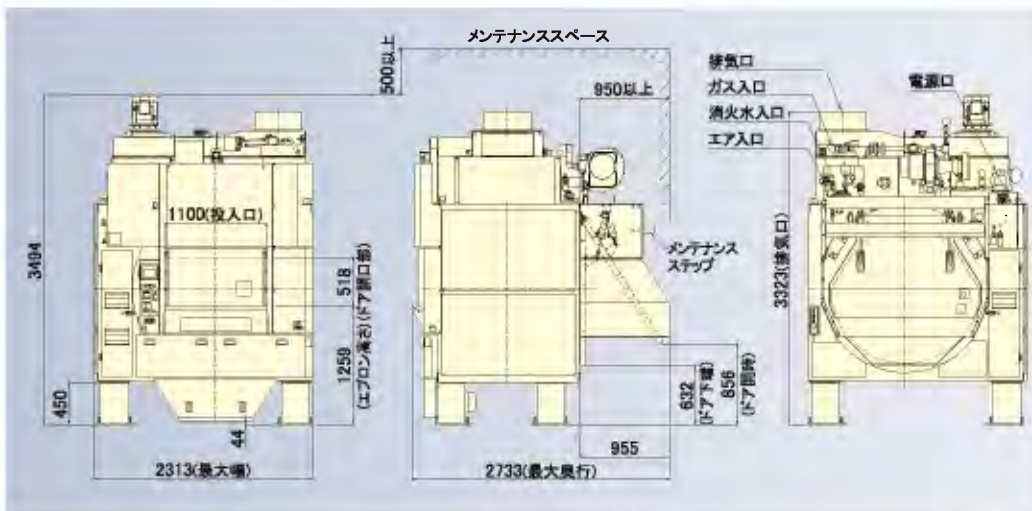 メンテナンススペース
500以上
950以上
排気口
ガス入口
消火水入口
エア入口
電源口
1100(投入口)
3494
518
(ドア開口部)
1259
(エプロン高さ)
メンテナンス
ステップ
3323(排気口)
450
44
632
(ドア下端)
856
(ドア開時)
955
2313(最大幅)
2733(最大奥行)